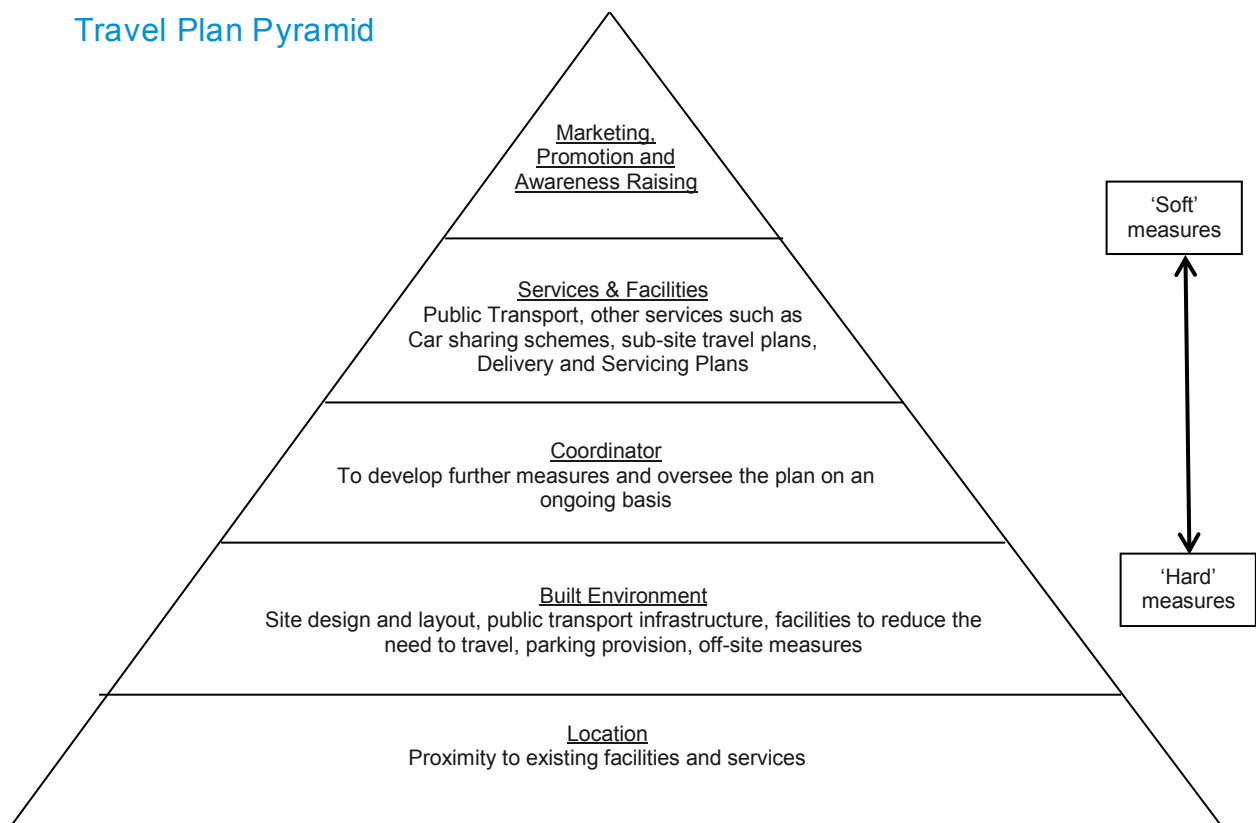 Travel Plan Pyramid
Marketing,
Promotion and
Awareness Raising
‘Soft’
measures
Services & Facilities
Public Transport, other services such as
Car sharing schemes, sub-site travel plans,
Delivery and Servicing Plans
Coordinator
To develop further measures and oversee the plan on an
ongoing basis
‘Hard’
measures
Built Environment
Site design and layout, public transport infrastructure, facilities to reduce the
need to travel, parking provision, off-site measures
Location
Proximity to existing facilities and services